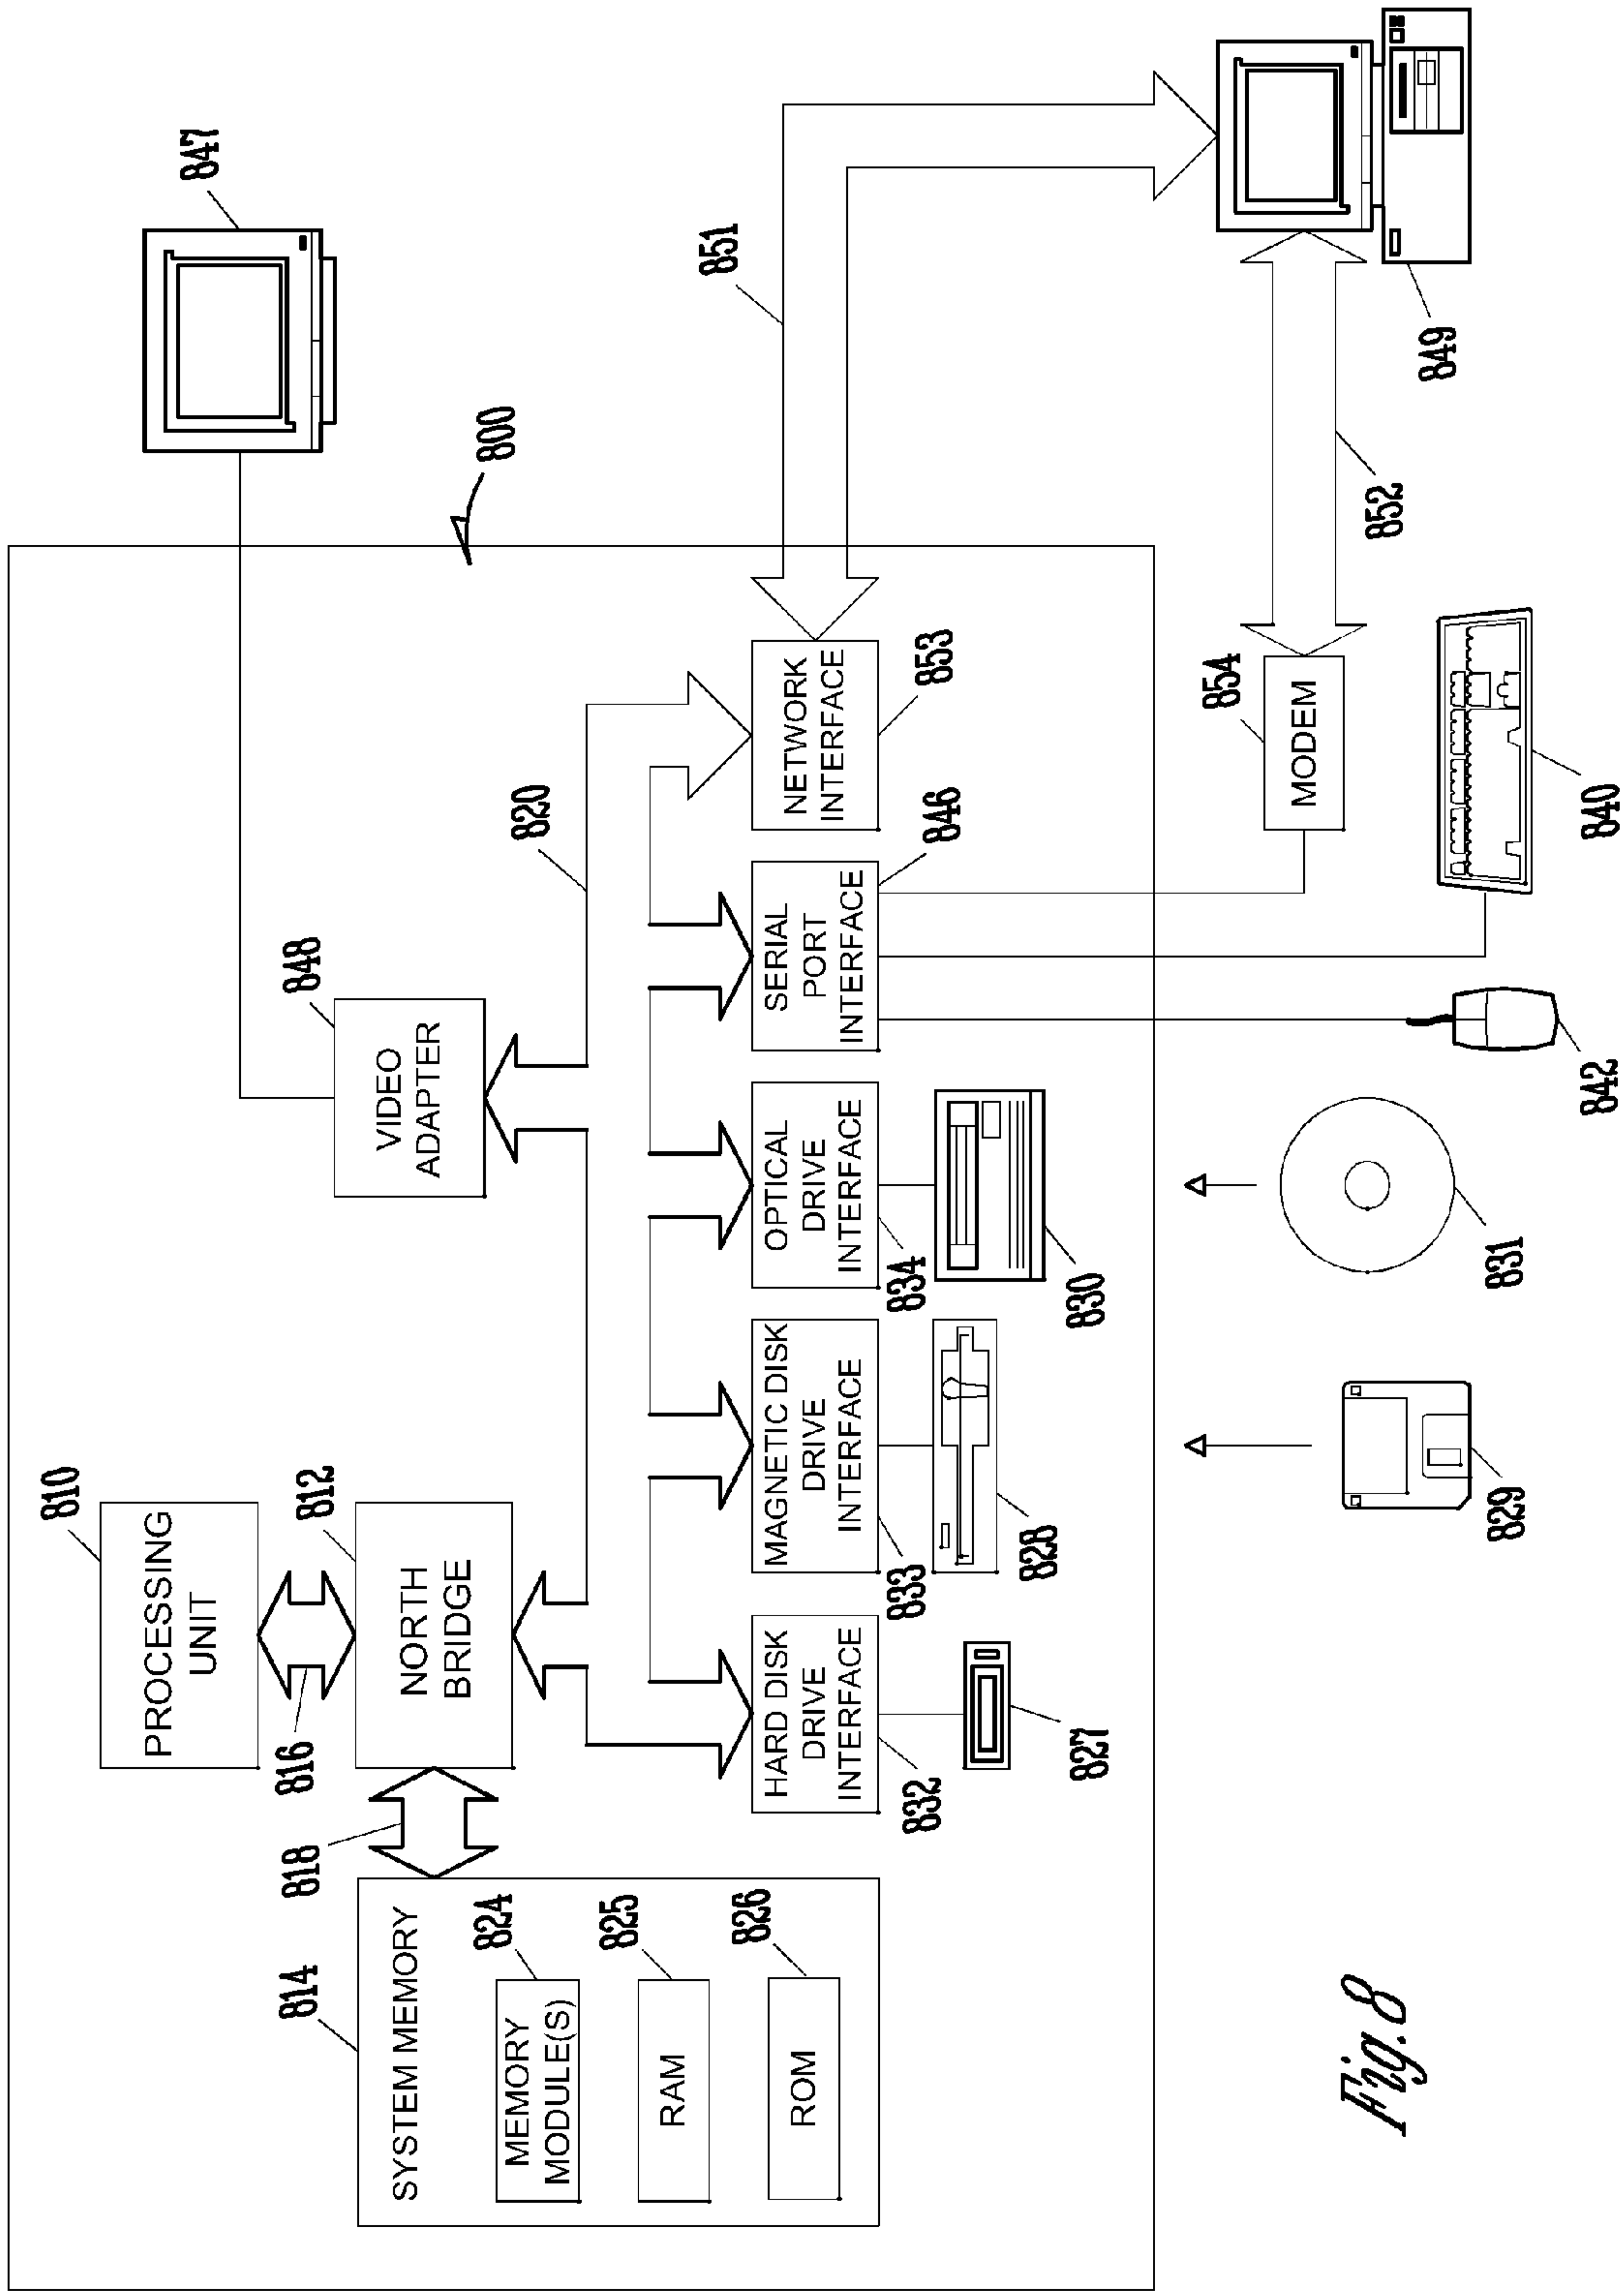 810
PROCESSING
UNIT
847
816
812
NORTH
BRIDGE
848
VIDEO
ADAPTER
800
814
818
SYSTEM MEMORY
824
MEMORY
MODULE(S)
825
RAM
826
ROM
820
851
HARD DISK
DRIVE
INTERFACE
MAGNETIC DISK
DRIVE
INTERFACE
OPTICAL
DRIVE
INTERFACE
SERIAL
PORT
INTERFACE
NETWORK
INTERFACE
832
833
834
846
853
827
828
830
854
MODEM
852
849
829
831
842
840
Fig. 8